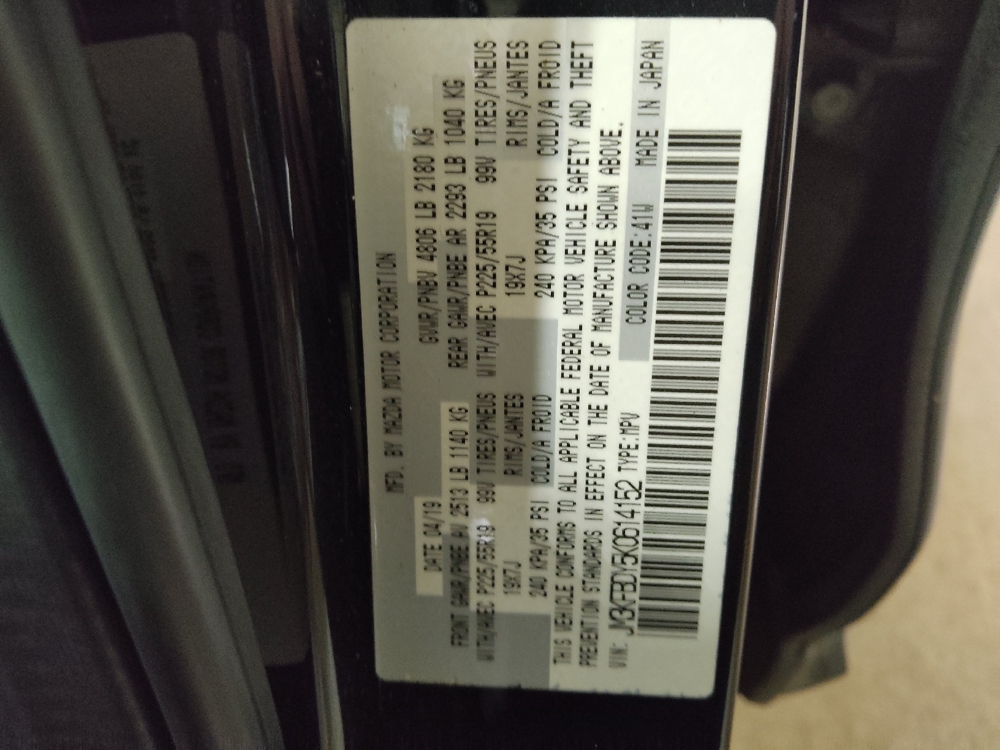 MFD. BY MAZDA MOTOR CORPORATION
DATE 04/19 GVWR/PNBV 4806 LB 2180 KG
FRONT GAWR/PNBE AV 2513 LB 1140 KG REAR GAWR/PNBE AR 2293 LB 1040 KG
WITH/AVEC P225/55R19 99V TIRES/PNEUS WITH/AVEC P225/55R19 99V TIRES/PNEUS
19X7J RIMS/JANTES 19X7J RIMS/JANTES
240 KPA/35 PSI COLD/A FROID 240 KPA/35 PSI COLD/A FROID
THIS VEHICLE CONFORMS TO ALL APPLICABLE FEDERAL MOTOR VEHICLE SAFETY AND THEFT
PREVENTION STANDARDS IN EFFECT ON THE DATE OF MANUFACTURE SHOWN ABOVE.
VIN: JM3KFBDY5K0614152 TYPE:MPV COLOR CODE:41W MADE IN JAPAN